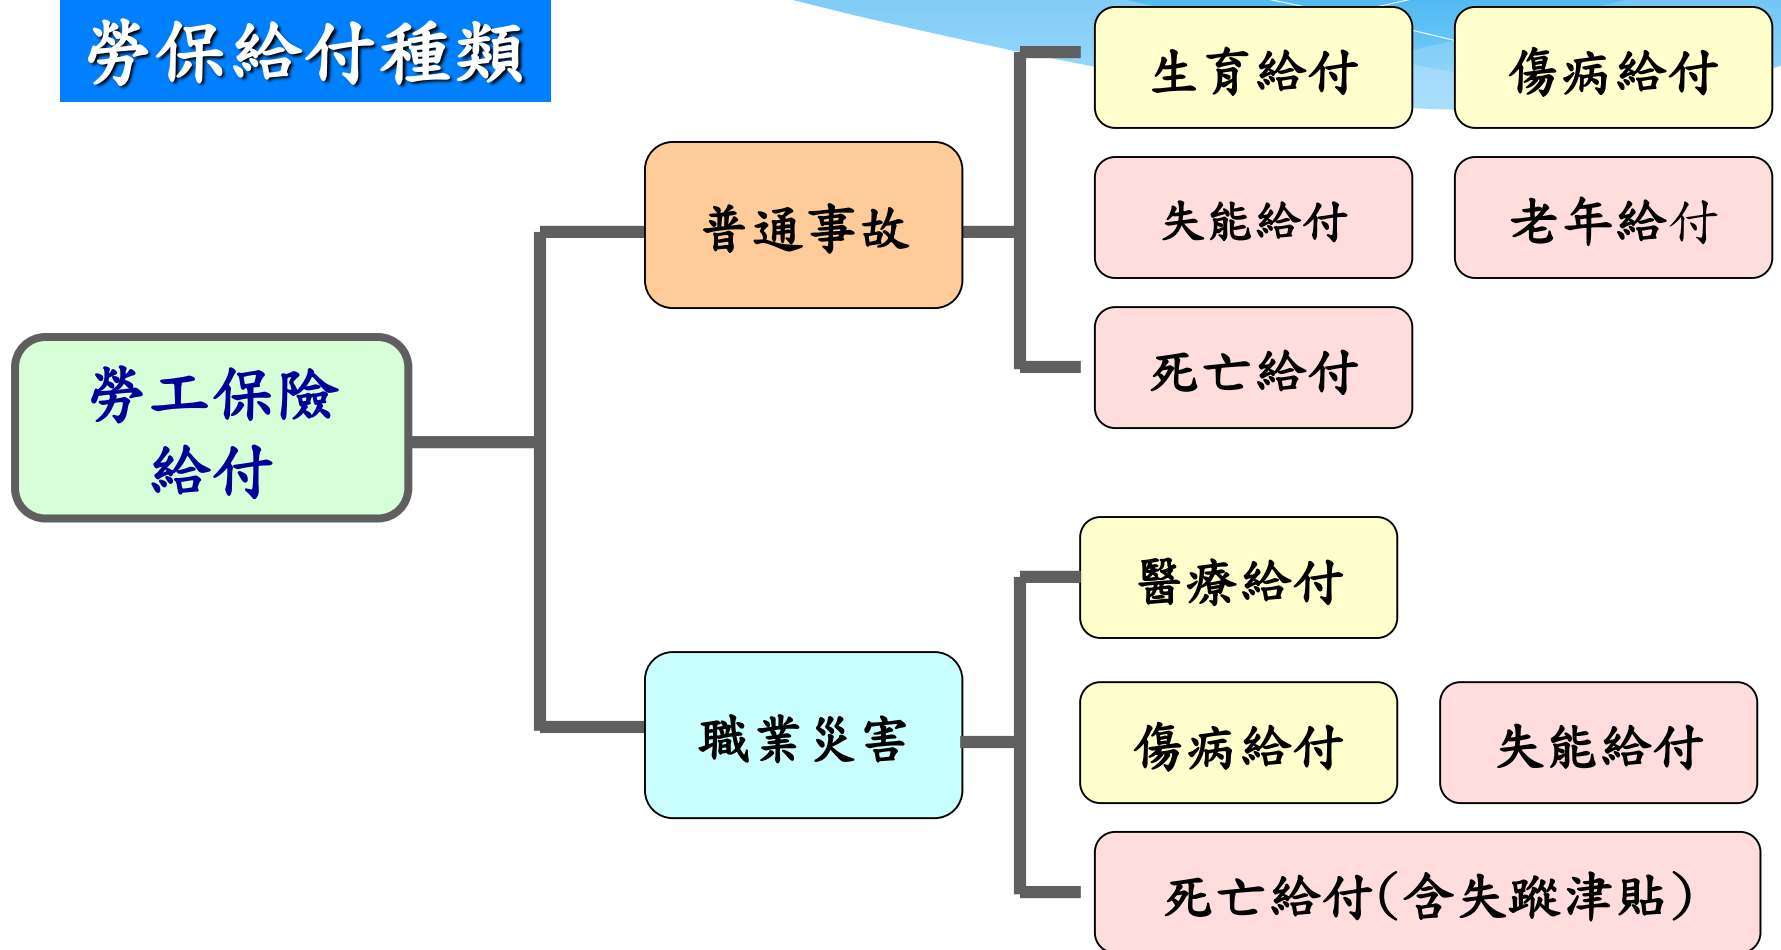 勞保給付種類
生育給付
傷病給付
普通事故
失能給付
老年給付
死亡給付
勞工保險
給付
醫療給付
職業災害
傷病給付
失能給付
死亡給付(含失蹤津貼)